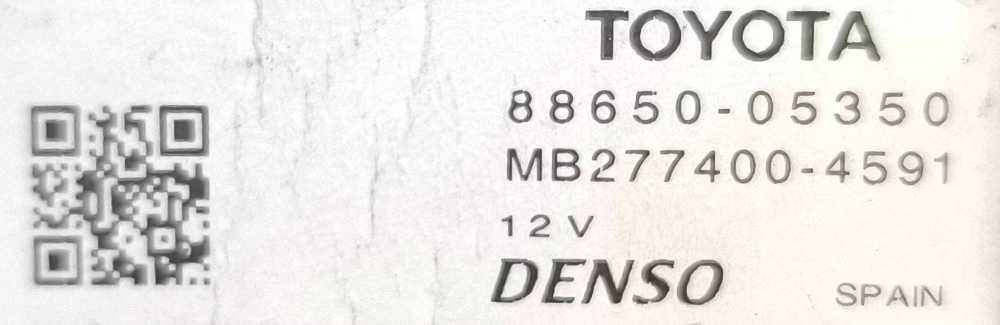 TOYOTA
88650-05350
MB277400-4591
12V
DENSO
SPAIN